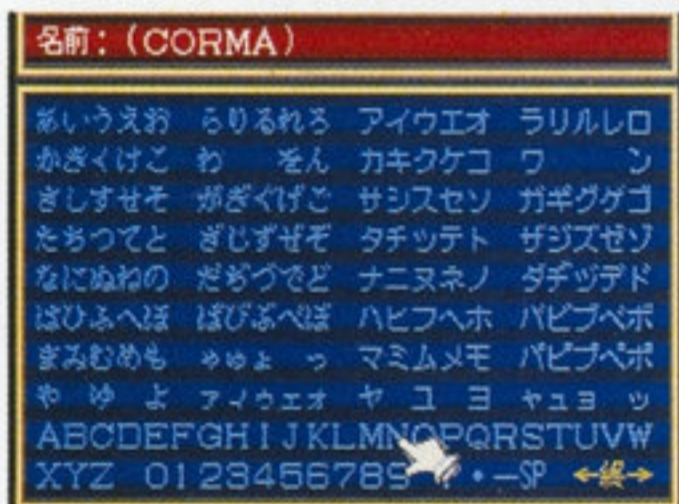 名前:(CORMA)
あいうえお らりるれろ アイウエオ ラリルレロ
かきくけこ わ をん カキクケコ ワ ン
さしすせそ がぎぐげご サシスセソ ガギグゲゴ
たちつてと ざじずぜぞ タチツテト ザジズゼゾ
なにぬねの だぢづでど ナニヌネノ ダヂヅデド
はひふへほ ばびぶべぼ ハヒフヘホ バビブベボ
まみむめも ゃゅょ っ マミムメモ パピプペポ
や ゆ よ ァィゥェォ ヤ ユ ヨ ャュョ ッ
ABCDEFGHIJKLMNOPQRSTUVW
XYZ 0123456789 ・ー SP ←終→